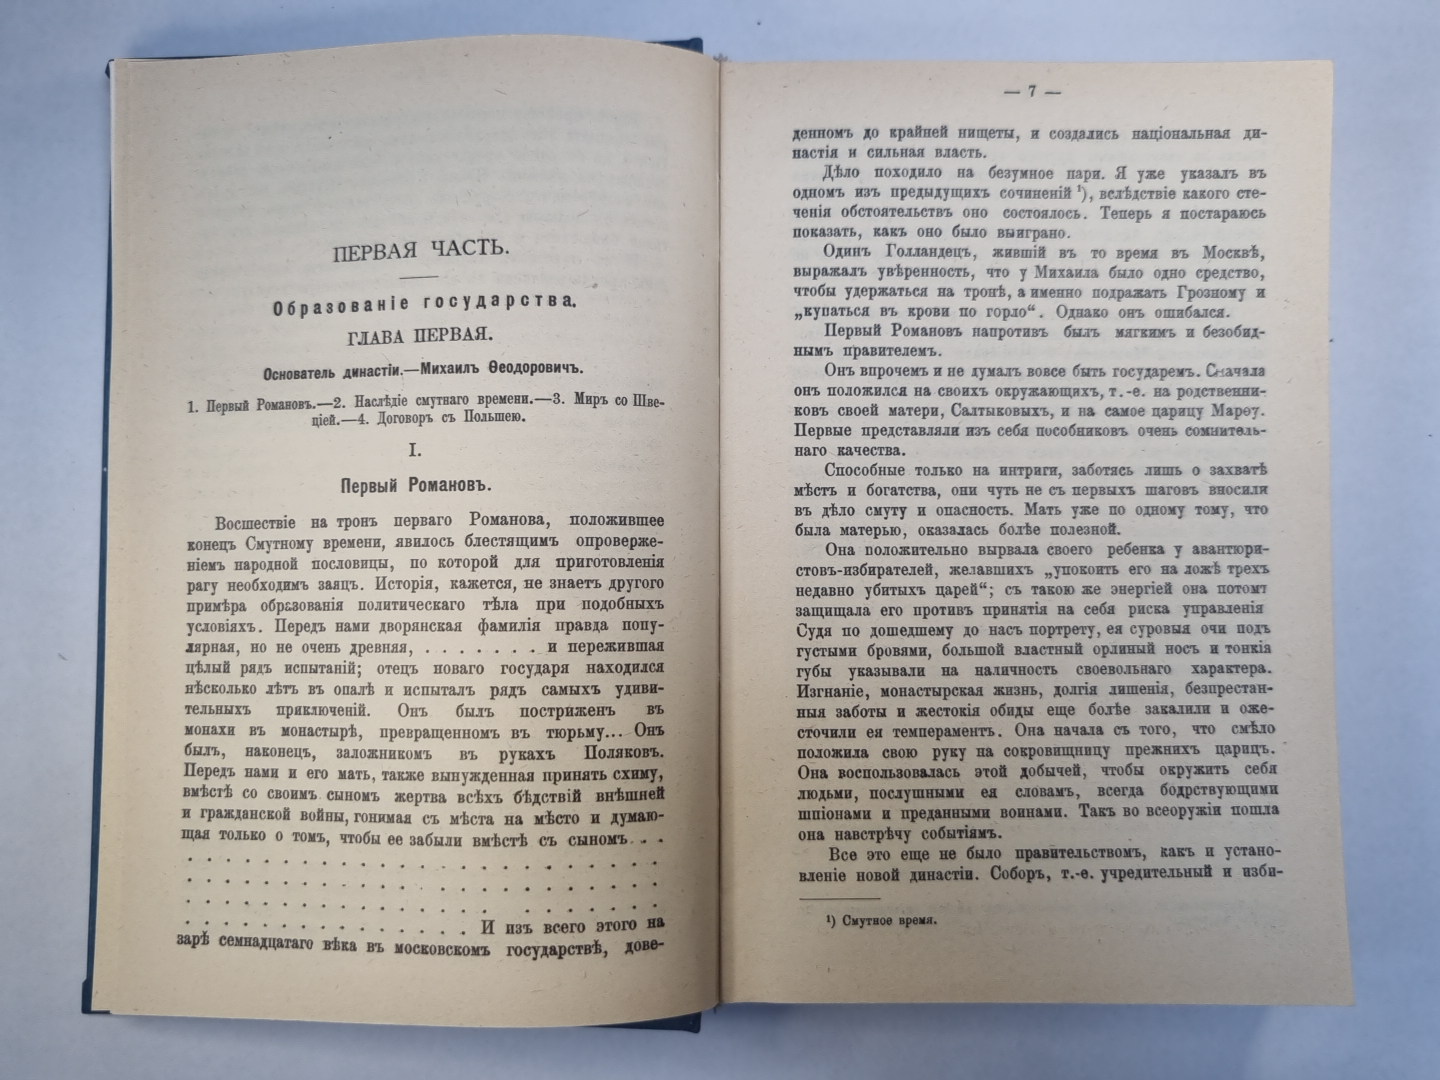 ПЕРВАЯ ЧАСТЬ.
Образованіе государства.
ГЛАВА ПЕРВАЯ.
Основатель династіи.—Михаилъ Ѳеодоровичъ.
1. Первый Романовъ.—2. Наслѣдіе смутнаго времени.—3. Миръ со Шве-
ціей.—4. Договоръ съ Польшею.
I.
Первый Романовъ.
Восшествіе на тронъ перваго Романова, положившее
конецъ Смутному времени, явилось блестящимъ опроверже-
ніемъ народной пословицы, по которой для приготовленія
рагу необходимъ заяцъ. Исторія, кажется, не знаетъ другого
примѣра образованія политическаго тѣла при подобныхъ
условіяхъ. Передъ нами дворянская фамилія правда попу-
лярная, но не очень древняя, . . . . . . . и пережившая
цѣлый рядъ испытаній; отецъ новаго государя находился
нѣсколько лѣтъ въ опалѣ и испыталъ рядъ самыхъ удиви-
тельныхъ приключеній. Онъ былъ постриженъ въ
монахи въ монастырѣ, превращенномъ въ тюрьму... Онъ
былъ, наконецъ, заложникомъ въ рукахъ Поляковъ.
Передъ нами и его мать, также вынужденная принять схиму,
вмѣстѣ со своимъ сыномъ жертва всѣхъ бѣдствій внѣшней
и гражданской войны, гонимая съ мѣста на мѣсто и думаю-
щая только о томъ, чтобы ее забыли вмѣстѣ съ сыномъ. . .
. . . . . . . . . . . . . . . . . . . .
. . . . . . . . . . . . . . . . . . . .
. . . . . . . . . . . . . . . . . . . .
. . . . . . . . . . . . . И изъ всего этого на
зарѣ семнадцатаго вѣка въ московскомъ государствѣ, дове-
— 7 —
денномъ до крайней нищеты, и создались національная ди-
настія и сильная власть.
Дѣло походило на безумное пари. Я уже указалъ въ
одномъ изъ предыдущихъ сочиненій ¹), вслѣдствіе какого сте-
ченія обстоятельствъ оно состоялось. Теперь я постараюсь
показать, какъ оно было выиграно.
Одинъ Голландецъ, жившій въ то время въ Москвѣ,
выражалъ увѣренность, что у Михаила было одно средство,
чтобы удержаться на тронѣ, а именно подражать Грозному и
„купаться въ крови по горло“. Однако онъ ошибался.
Первый Романовъ напротивъ былъ мягкимъ и безобид-
нымъ правителемъ.
Онъ впрочемъ и не думалъ вовсе быть государемъ. Сначала
онъ положился на своихъ окружающихъ, т.-е. на родственни-
ковъ своей матери, Салтыковыхъ, и на самое царицу Марѳу.
Первые представляли изъ себя пособниковъ очень сомнитель-
наго качества.
Способные только на интриги, заботясь лишь о захватѣ
мѣстъ и богатства, они чуть не съ первыхъ шаговъ вносили
въ дѣло смуту и опасность. Мать уже по одному тому, что
была матерью, оказалась болѣе полезной.
Она положительно вырвала своего ребенка у авантюри-
стовъ-избирателей, желавшихъ „упокоить его на ложѣ трехъ
недавно убитыхъ царей“; съ такою же энергіей она потомъ
защищала его противъ принятія на себя риска управленія
Судя по дошедшему до насъ портрету, ея суровыя очи подъ
густыми бровями, большой властный орлиный носъ и тонкія
губы указывали на наличность своевольнаго характера.
Изгнаніе, монастырская жизнь, долгія лишенія, безпрестан-
ныя заботы и жестокія обиды еще болѣе закалили и оже-
сточили ея темпераментъ. Она начала съ того, что смѣло
положила свою руку на сокровищницу прежнихъ царицъ.
Она воспользовалась этой добычей, чтобы окружить себя
людьми, послушными ея словамъ, всегда бодрствующими
шпіонами и преданными воинами. Такъ во всеоружіи пошла
она навстрѣчу событіямъ.
Все это еще не было правительствомъ, какъ и устано-
вленіе новой династіи. Соборъ, т.-е. учредительный и изби-
¹) Смутное время.